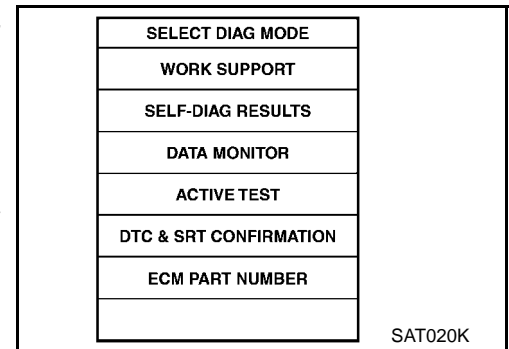 SELECT DIAG MODE
WORK SUPPORT
SELF-DIAG RESULTS
DATA MONITOR
ACTIVE TEST
DTC & SRT CONFIRMATION
ECM PART NUMBER
SAT020K